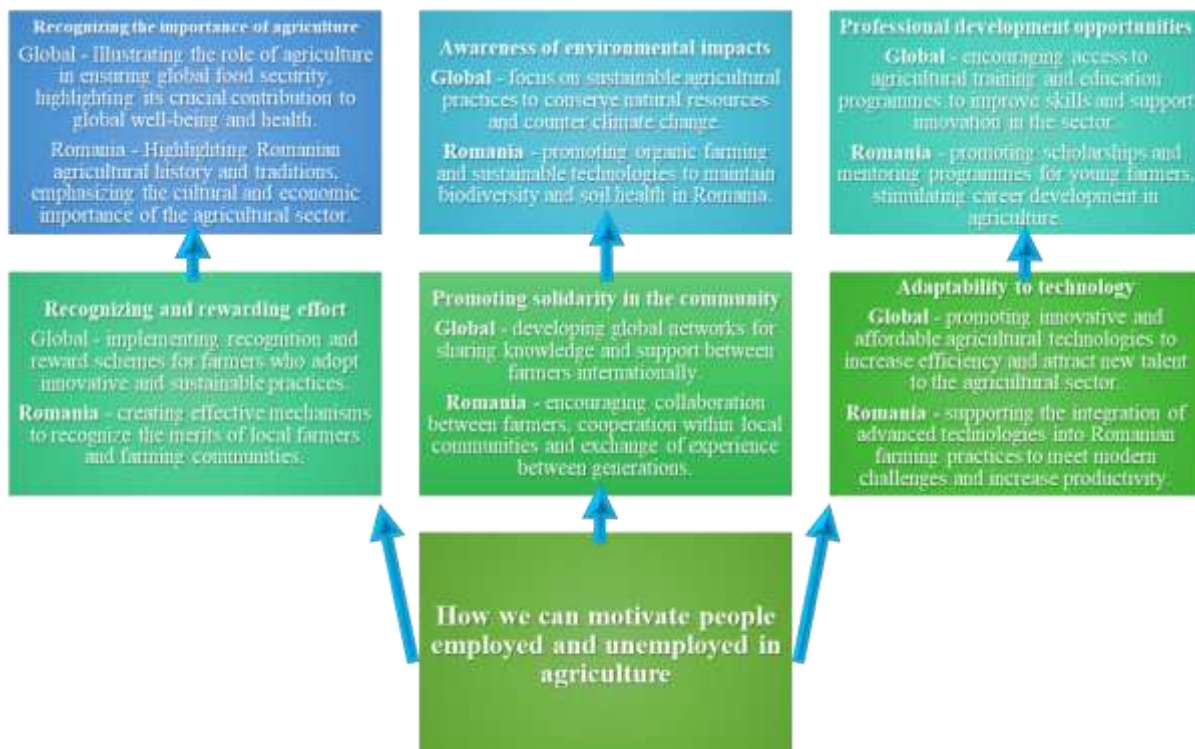 Recognizing the importance of agriculture
Global - Illustrating the role of agriculture
in ensuring global food security,
highlighting its crucial contribution to
global well-being and health.
Romania - Highlighting Romanian
agricultural history and traditions,
emphasizing the cultural and economic
importance of the agricultural sector.
Awareness of environmental impacts
Global - focus on sustainable agricultural
practices to conserve natural resources
and counter climate change.
Romania - promoting organic farming
and sustainable technologies to maintain
biodiversity and soil health in Romania.
Professional development opportunities
Global - encouraging access to
agricultural training and education
programmes to improve skills and support
innovation in the sector.
Romania - promoting scholarships and
mentoring programmes for young farmers,
stimulating career development in
agriculture.
Recognizing and rewarding effort
Global - implementing recognition and
reward schemes for farmers who adopt
innovative and sustainable practices.
Romania - creating effective mechanisms
to recognize the merits of local farmers
and farming communities.
Promoting solidarity in the community
Global - developing global networks for
sharing knowledge and support between
farmers internationally.
Romania - encouraging collaboration
between farmers, cooperation within local
communities and exchange of experience
between generations.
Adaptability to technology
Global - promoting innovative and
affordable agricultural technologies to
increase efficiency and attract new talent
to the agricultural sector.
Romania - supporting the integration of
advanced technologies into Romanian
farming practices to meet modern
challenges and increase productivity.
How we can motivate people
employed and unemployed in
agriculture